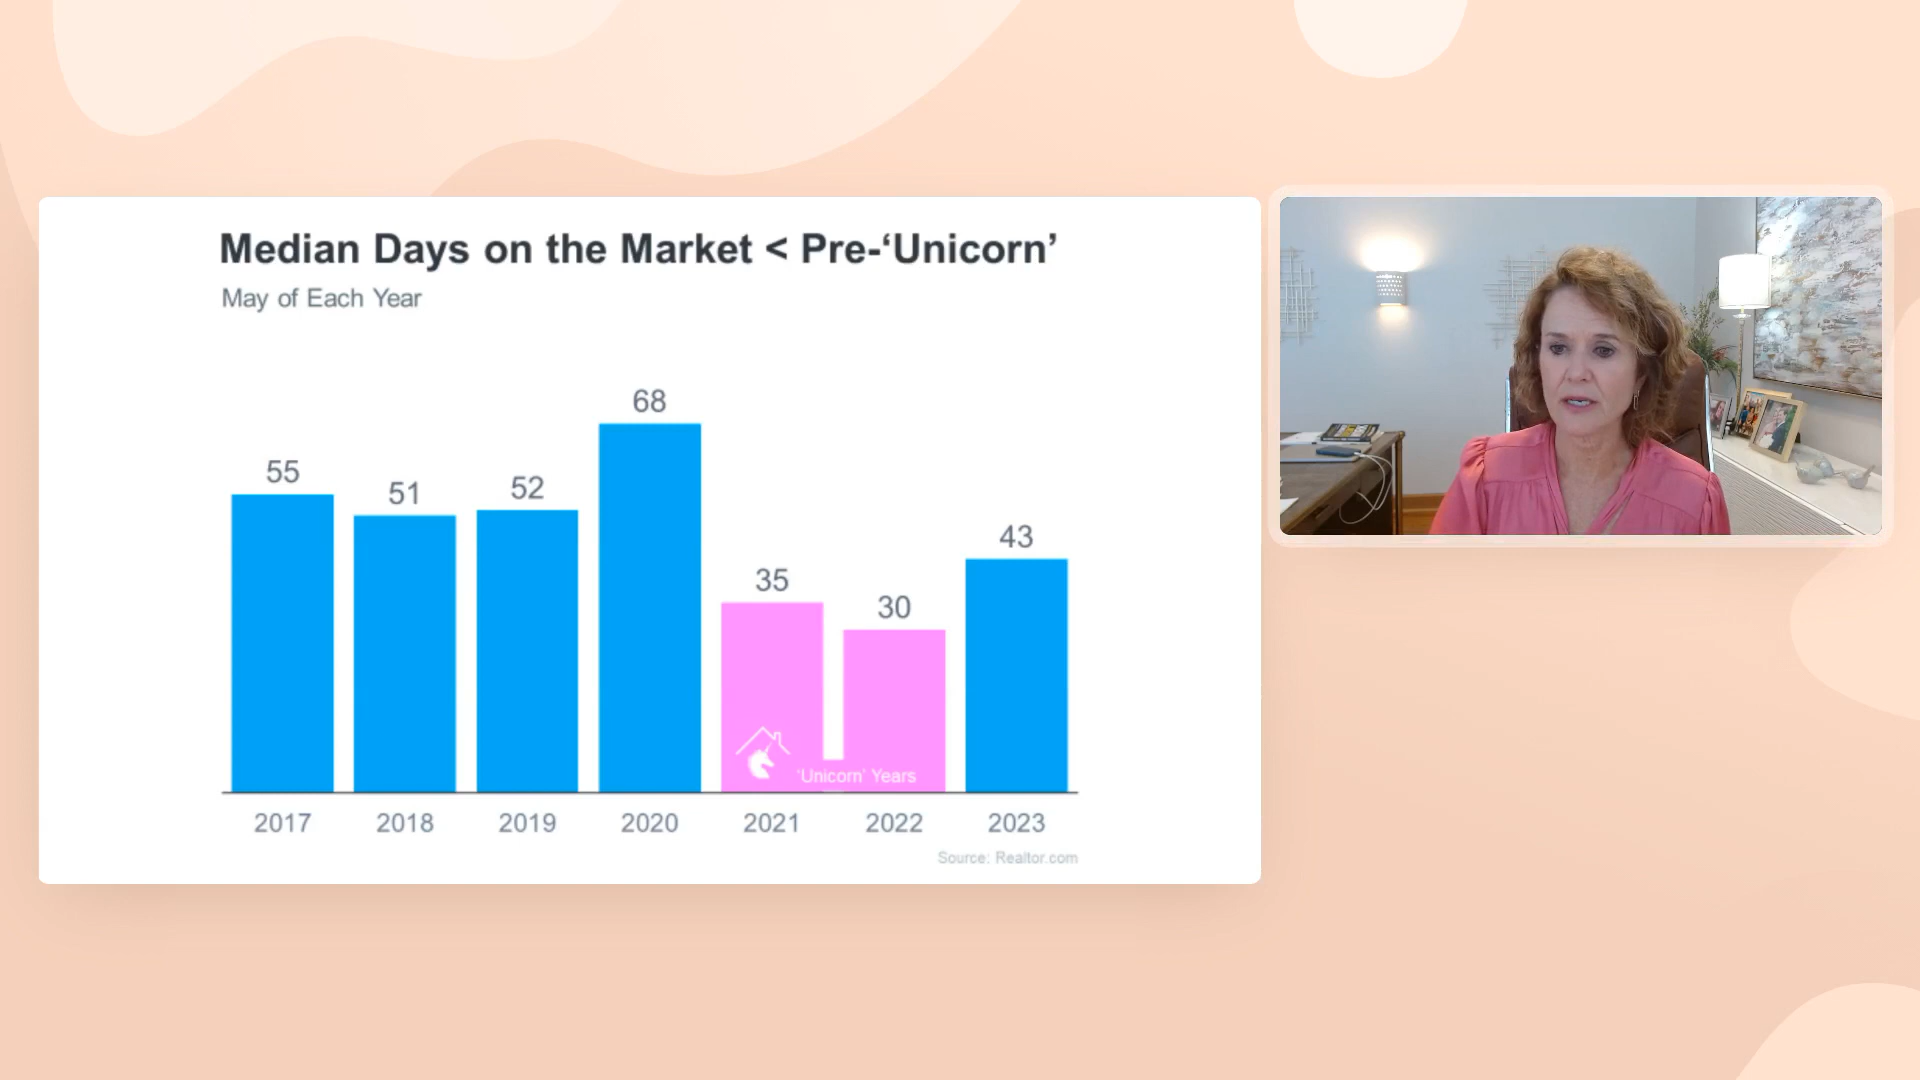 Median Days on the Market < Pre-‘Unicorn’
May of Each Year
68
55
51
52
43
35
30
‘Unicorn’ Years
2017 2018 2019 2020 2021 2022 2023
Source: Realtor.com